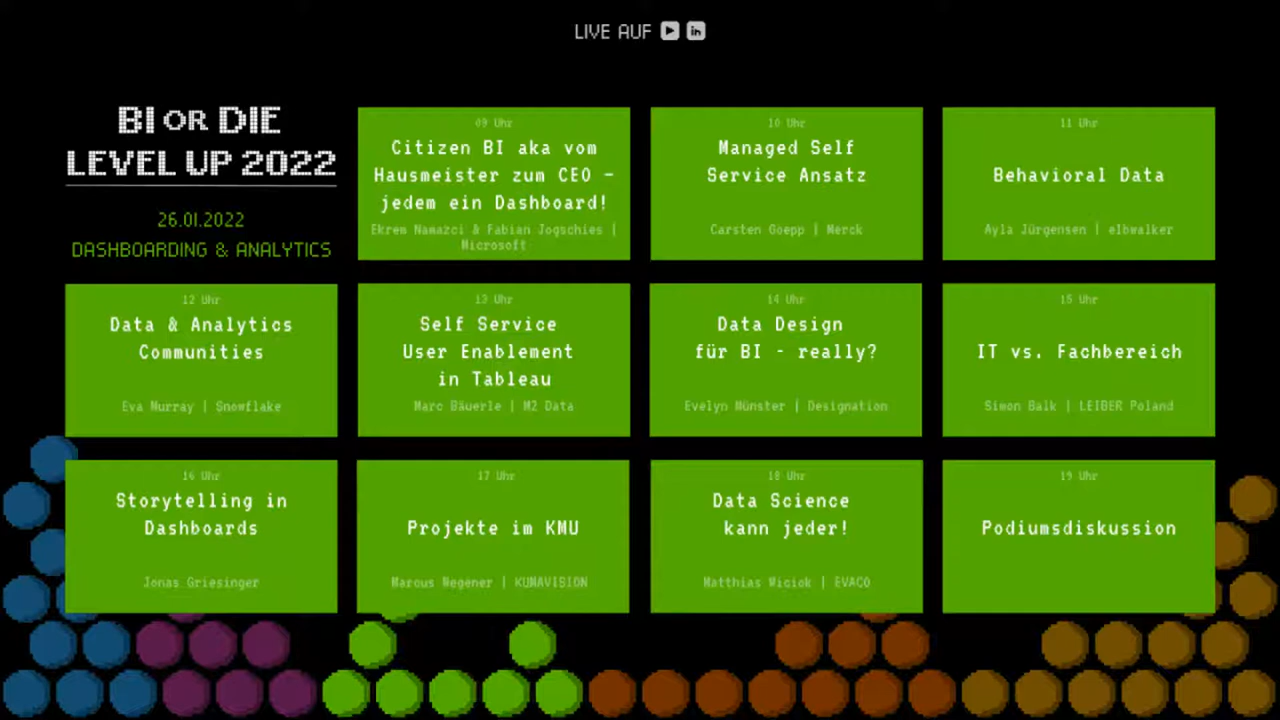 LIVE AUF
BI OR DIE
LEVEL UP 2022
26.01.2022
DASHBOARDING & ANALYTICS
09 Uhr
Citizen BI aka vom
Hausmeister zum CEO -
jedem ein Dashboard!
Ekrem Namazci & Fabian Jogschies |
Microsoft
10 Uhr
Managed Self
Service Ansatz
Carsten Goepp | Merck
11 Uhr
Behavioral Data
Ayla Jürgensen | elbwalker
12 Uhr
Data & Analytics
Communities
Eva Murray | Snowflake
13 Uhr
Self Service
User Enablement
in Tableau
Marc Bäuerle | M2 Data
14 Uhr
Data Design
für BI - really?
Evelyn Münster | Designation
15 Uhr
IT vs. Fachbereich
Simon Balk | LEIBER Poland
16 Uhr
Storytelling in
Dashboards
Jonas Griesinger
17 Uhr
Projekte im KMU
Marcus Wegener | KUMAVISION
18 Uhr
Data Science
kann jeder!
Matthias Wiciok | EVACO
19 Uhr
Podiumsdiskussion